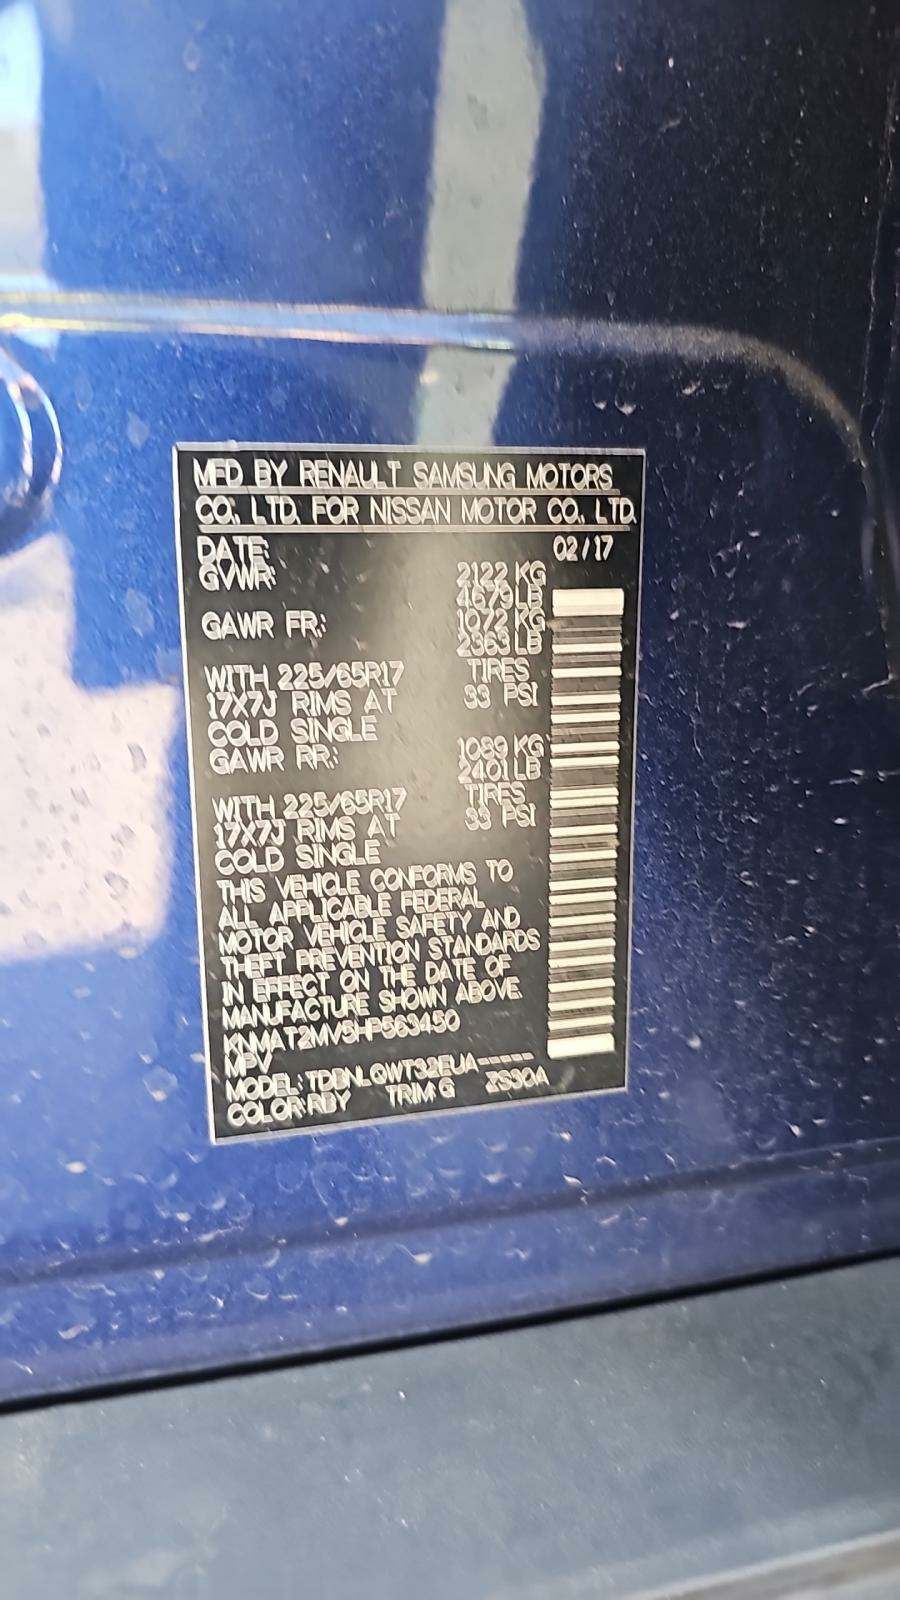 MFD BY RENAULT SAMSUNG MOTORS
CO., LTD. FOR NISSAN MOTOR CO., LTD.
DATE: 02/17
GVWR: 2122 KG
4679 LB
GAWR FR.: 1072 KG
2363 LB
WITH 225/65R17 TIRES
17X7J RIMS AT 33 PSI
COLD SINGLE
GAWR RR.: 1089 KG
2401 LB
WITH 225/65R17 TIRES
17X7J RIMS AT 33 PSI
COLD SINGLE
THIS VEHICLE CONFORMS TO
ALL APPLICABLE FEDERAL
MOTOR VEHICLE SAFETY AND
THEFT PREVENTION STANDARDS
IN EFFECT ON THE DATE OF
MANUFACTURE SHOWN ABOVE.
KNMAT2MV5HP563450
MPV
MODEL: TDBNLQWT32EUA-----
COLOR:RBY TRIM:G